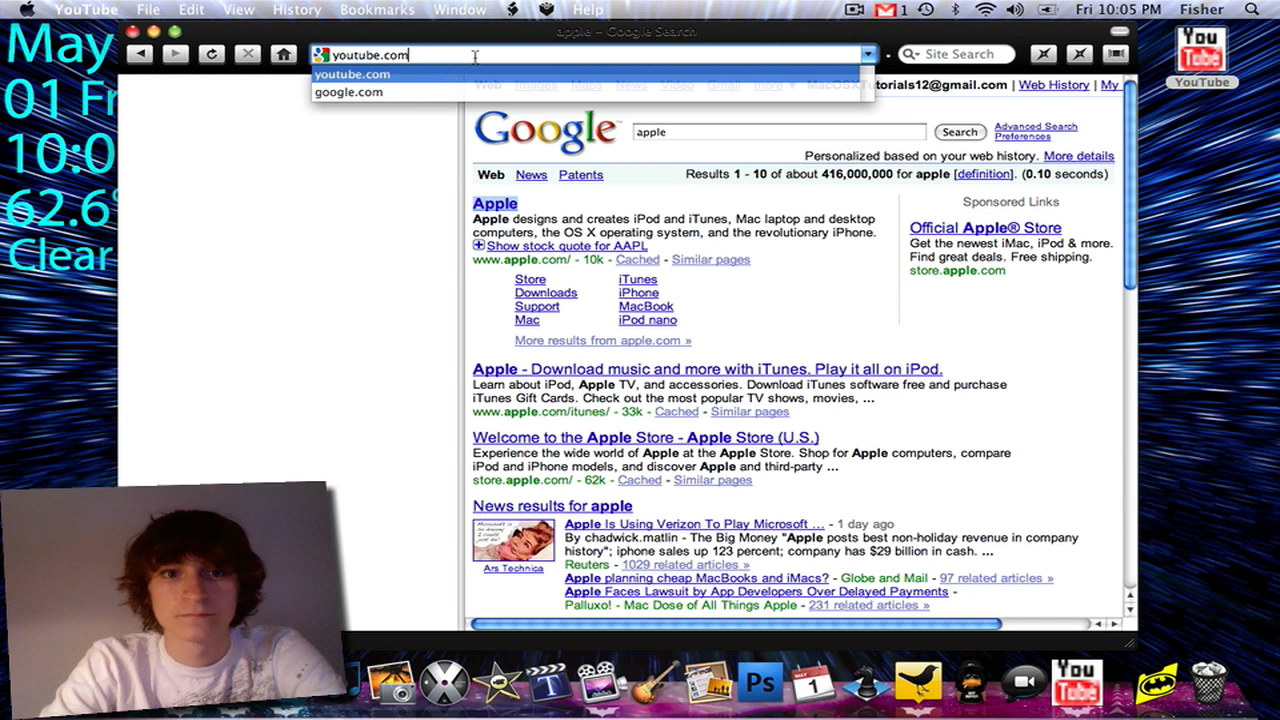 YouTube File Edit View History Bookmarks Window Help 1 Fri 10:05 PM Fisher
May
01 Fr
10:0
62.6°
Clear
apple – Google Search
youtube.com
Site Search
youtube.com
google.com
You
Tube
YouTube
Web Images Maps News Video Gmail more ▼ MacOSXTutorials12@gmail.com | Web History | My
Google
apple
Search
Advanced Search
Preferences
Personalized based on your web history. More details
Web News Patents Results 1 - 10 of about 416,000,000 for apple [definition]. (0.10 seconds)
Apple
Apple designs and creates iPod and iTunes, Mac laptop and desktop
computers, the OS X operating system, and the revolutionary iPhone.
Show stock quote for AAPL
www.apple.com/ - 10k - Cached - Similar pages
Store iTunes
Downloads iPhone
Support MacBook
Mac iPod nano
More results from apple.com »
Sponsored Links
Official Apple® Store
Get the newest iMac, iPod & more.
Find great deals. Free shipping.
store.apple.com
Apple - Download music and more with iTunes. Play it all on iPod.
Learn about iPod, Apple TV, and accessories. Download iTunes software free and purchase
iTunes Gift Cards. Check out the most popular TV shows, movies, ...
www.apple.com/itunes/ - 33k - Cached - Similar pages
Welcome to the Apple Store - Apple Store (U.S.)
Experience the wide world of Apple at the Apple Store. Shop for Apple computers, compare
iPod and iPhone models, and discover Apple and third-party ...
store.apple.com/ - 62k - Cached - Similar pages
News results for apple
Ars Technica
Apple Is Using Verizon To Play Microsoft ... - 1 day ago
By chadwick.matlin - The Big Money "Apple posts best non-holiday revenue in company
history"; iphone sales up 123 percent; company has $29 billion in cash. ...
Reuters - 1029 related articles »
Apple planning cheap MacBooks and iMacs? - Globe and Mail - 97 related articles »
Apple Faces Lawsuit by App Developers Over Delayed Payments -
Palluxo! - Mac Dose of All Things Apple - 231 related articles »
T
Ps
MAY
1
You
Tube